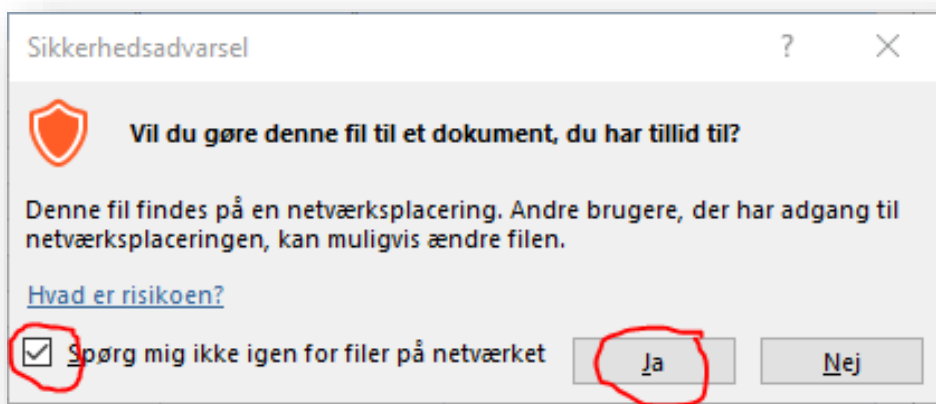 Sikkerhedsadvarsel
Vil du gøre denne fil til et dokument, du har tillid til?
Denne fil findes på en netværksplacering. Andre brugere, der har adgang til
netværksplaceringen, kan muligvis ændre filen.
Hvad er risikoen?
Spørg mig ikke igen for filer på netværket
Ja
Nej